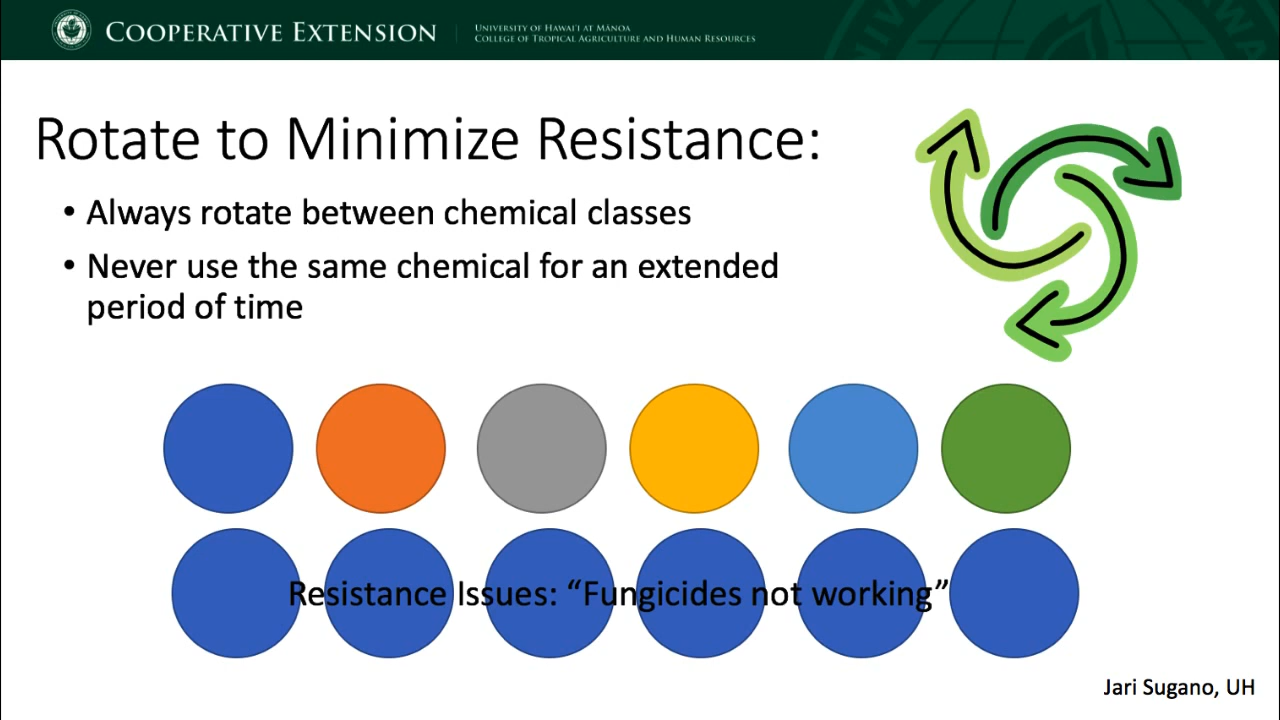 COOPERATIVE EXTENSION
UNIVERSITY OF HAWAI‘I AT MĀNOA
COLLEGE OF TROPICAL AGRICULTURE AND HUMAN RESOURCES
Rotate to Minimize Resistance:
• Always rotate between chemical classes
• Never use the same chemical for an extended
period of time
Resistance Issues: “Fungicides not working”
Jari Sugano, UH